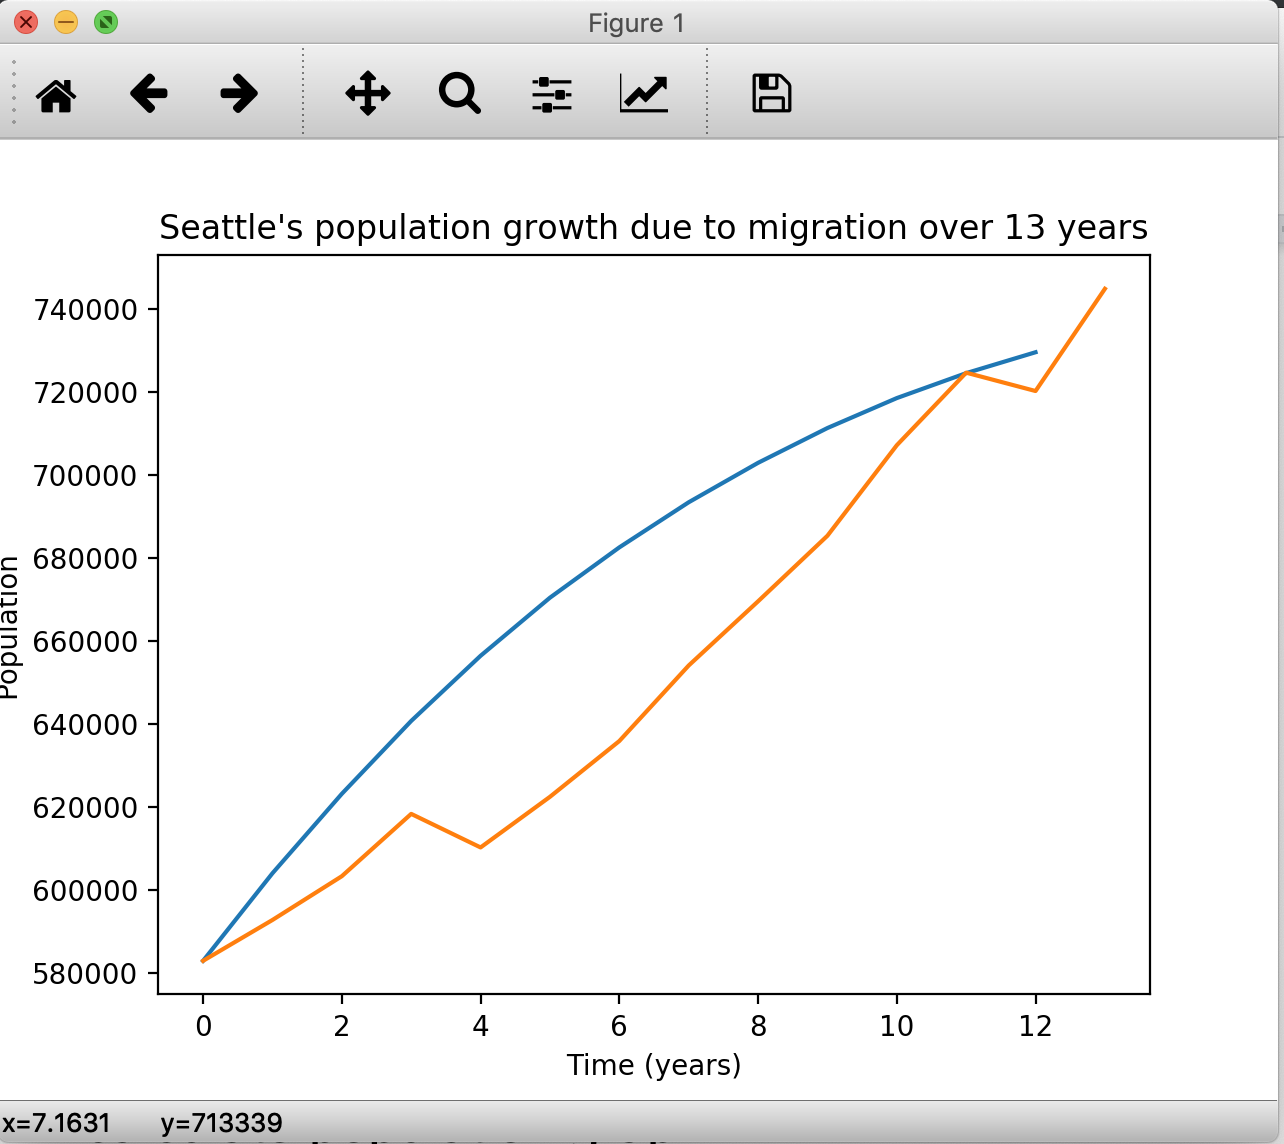 Figure 1
Seattle's population growth due to migration over 13 years
740000
720000
700000
680000
660000
640000
620000
600000
580000
Population
0 2 4 6 8 10 12
Time (years)
x=7.1631 y=713339